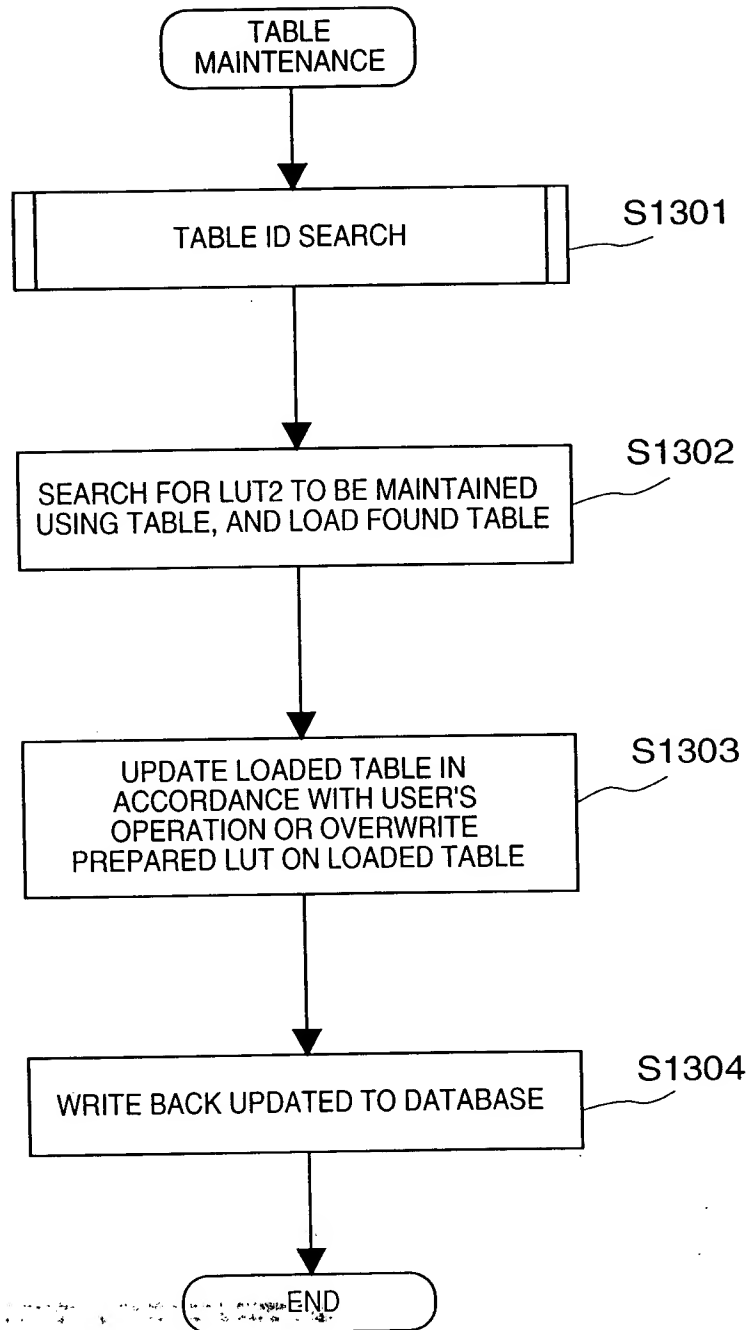 TABLE
MAINTENANCE
TABLE ID SEARCH
S1301
SEARCH FOR LUT2 TO BE MAINTAINED
USING TABLE, AND LOAD FOUND TABLE
S1302
UPDATE LOADED TABLE IN
ACCORDANCE WITH USER'S
OPERATION OR OVERWRITE
PREPARED LUT ON LOADED TABLE
S1303
WRITE BACK UPDATED TO DATABASE
S1304
END